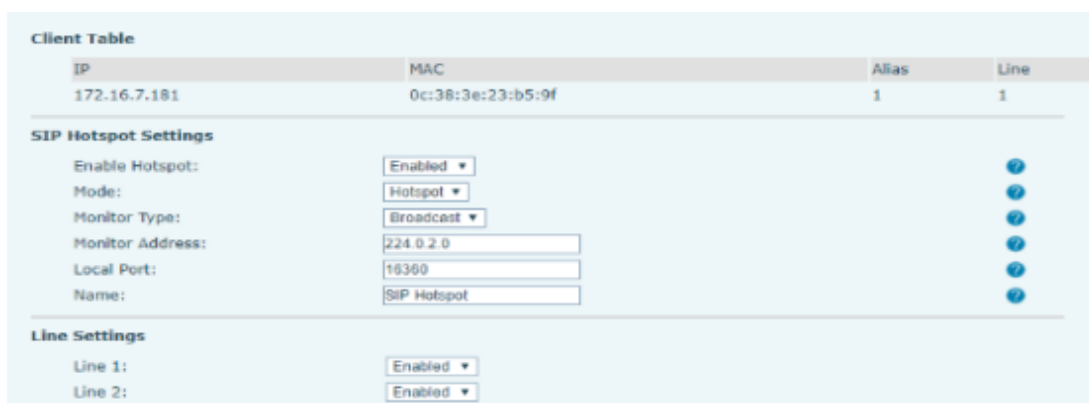 Client Table
IP MAC Alias Line
172.16.7.181 0c:38:3e:23:b5:9f 1 1
SIP Hotspot Settings
Enable Hotspot: Enabled
Mode: Hotspot
Monitor Type: Broadcast
Monitor Address: 224.0.2.0
Local Port: 16360
Name: SIP Hotspot
Line Settings
Line 1: Enabled
Line 2: Enabled